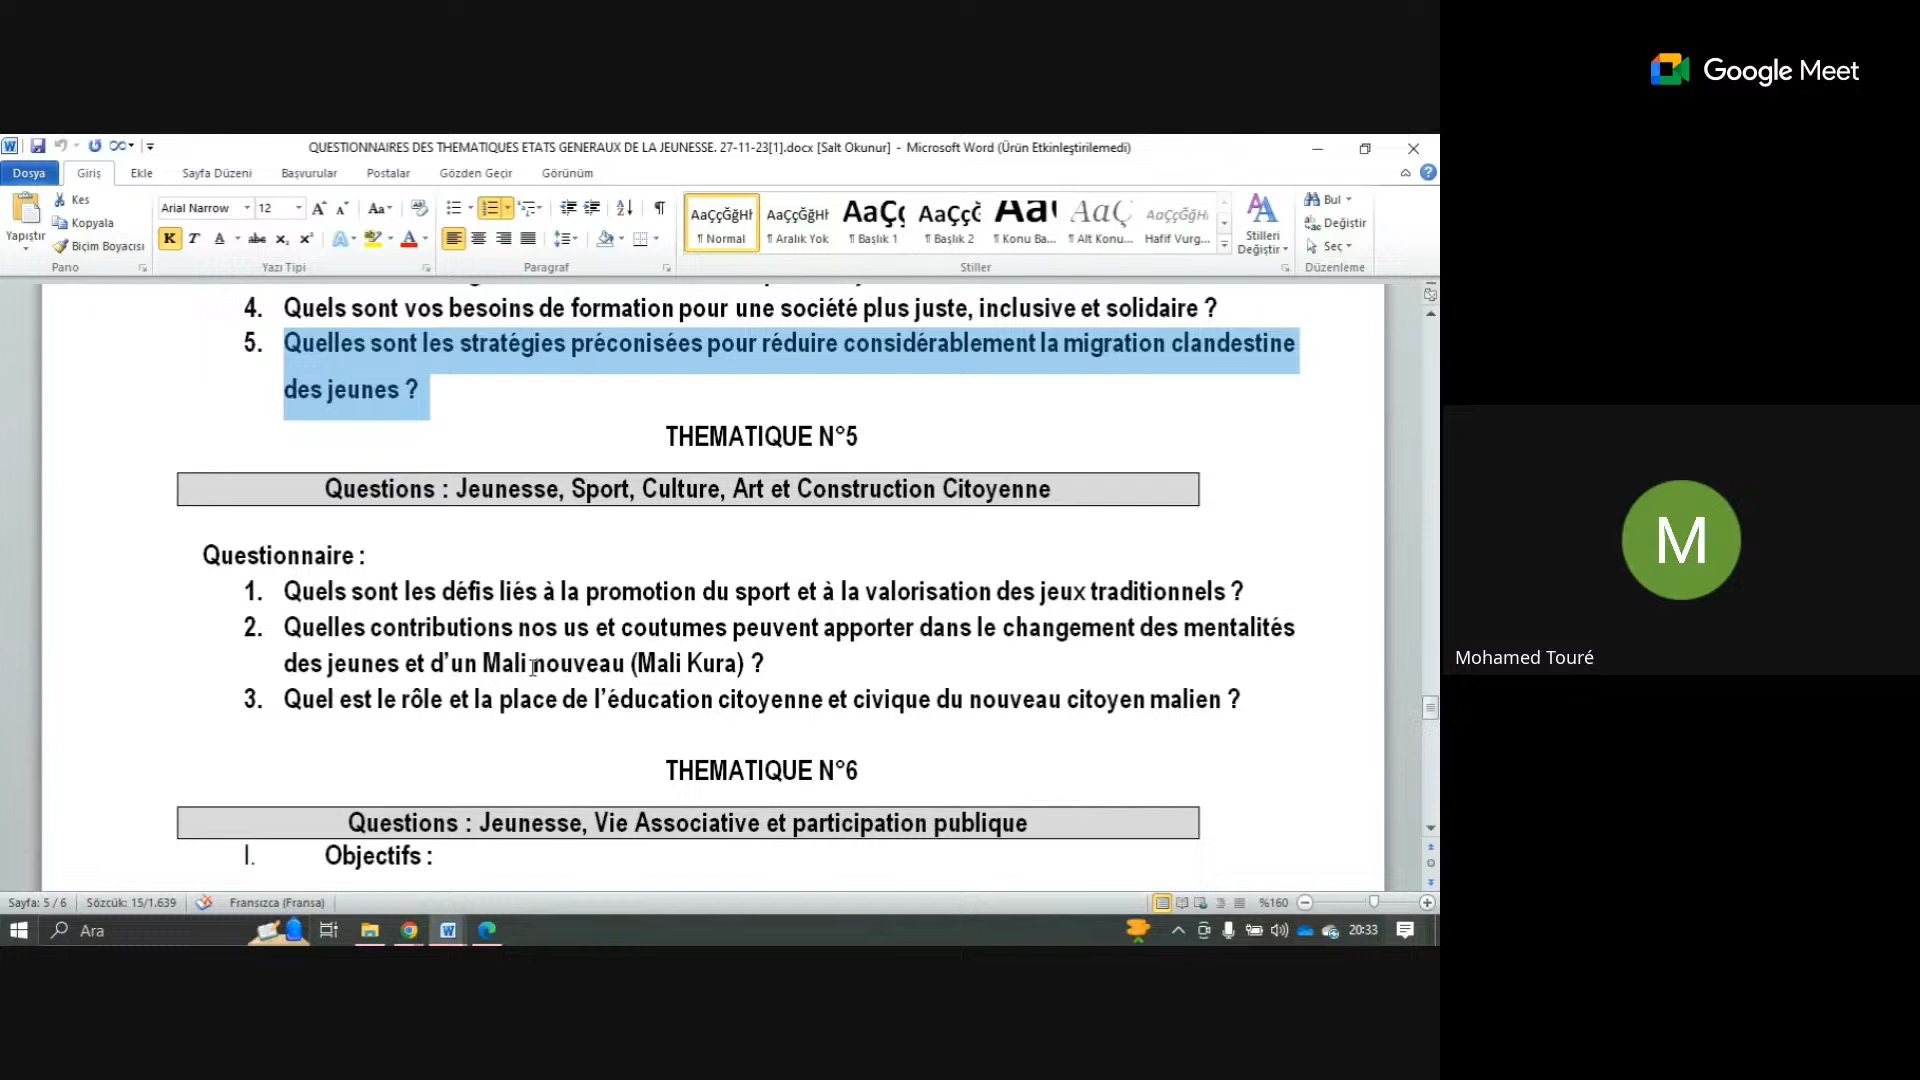 Google Meet
QUESTIONNAIRES DES THEMATIQUES ETATS GENERAUX DE LA JEUNESSE. 27-11-23[1].docx [Salt Okunur] - Microsoft Word (Ürün Etkinleştirilemedi)
Dosya Giriş Ekle Sayfa Düzeni Başvurular Postalar Gözden Geçir Görünüm
Yapıştır
Kes
Kopyala
Biçim Boyacısı
Pano
Arial Narrow 12
Yazı Tipi
Paragraf
AaÇçĞğHı AaÇçĞğHı AaÇç AaÇçĞ AaI AaÇ AaÇçĞğHı
¶ Normal ¶ Aralık Yok ¶ Başlık 1 ¶ Başlık 2 ¶ Konu Ba... ¶ Alt Konu... Hafif Vurg...
Stilleri
Değiştir
Stiller
Bul
Değiştir
Seç
Düzenleme
4. Quels sont vos besoins de formation pour une société plus juste, inclusive et solidaire ?
5. Quelles sont les stratégies préconisées pour réduire considérablement la migration clandestine
des jeunes ?
THEMATIQUE N°5
Questions : Jeunesse, Sport, Culture, Art et Construction Citoyenne
Questionnaire :
1. Quels sont les défis liés à la promotion du sport et à la valorisation des jeux traditionnels ?
2. Quelles contributions nos us et coutumes peuvent apporter dans le changement des mentalités
des jeunes et d’un Mali nouveau (Mali Kura) ?
3. Quel est le rôle et la place de l’éducation citoyenne et civique du nouveau citoyen malien ?
THEMATIQUE N°6
Questions : Jeunesse, Vie Associative et participation publique
I. Objectifs :
Sayfa: 5 / 6 Sözcük: 15/1.639 Fransızca (Fransa) %160
Ara
20:33
M
Mohamed Touré